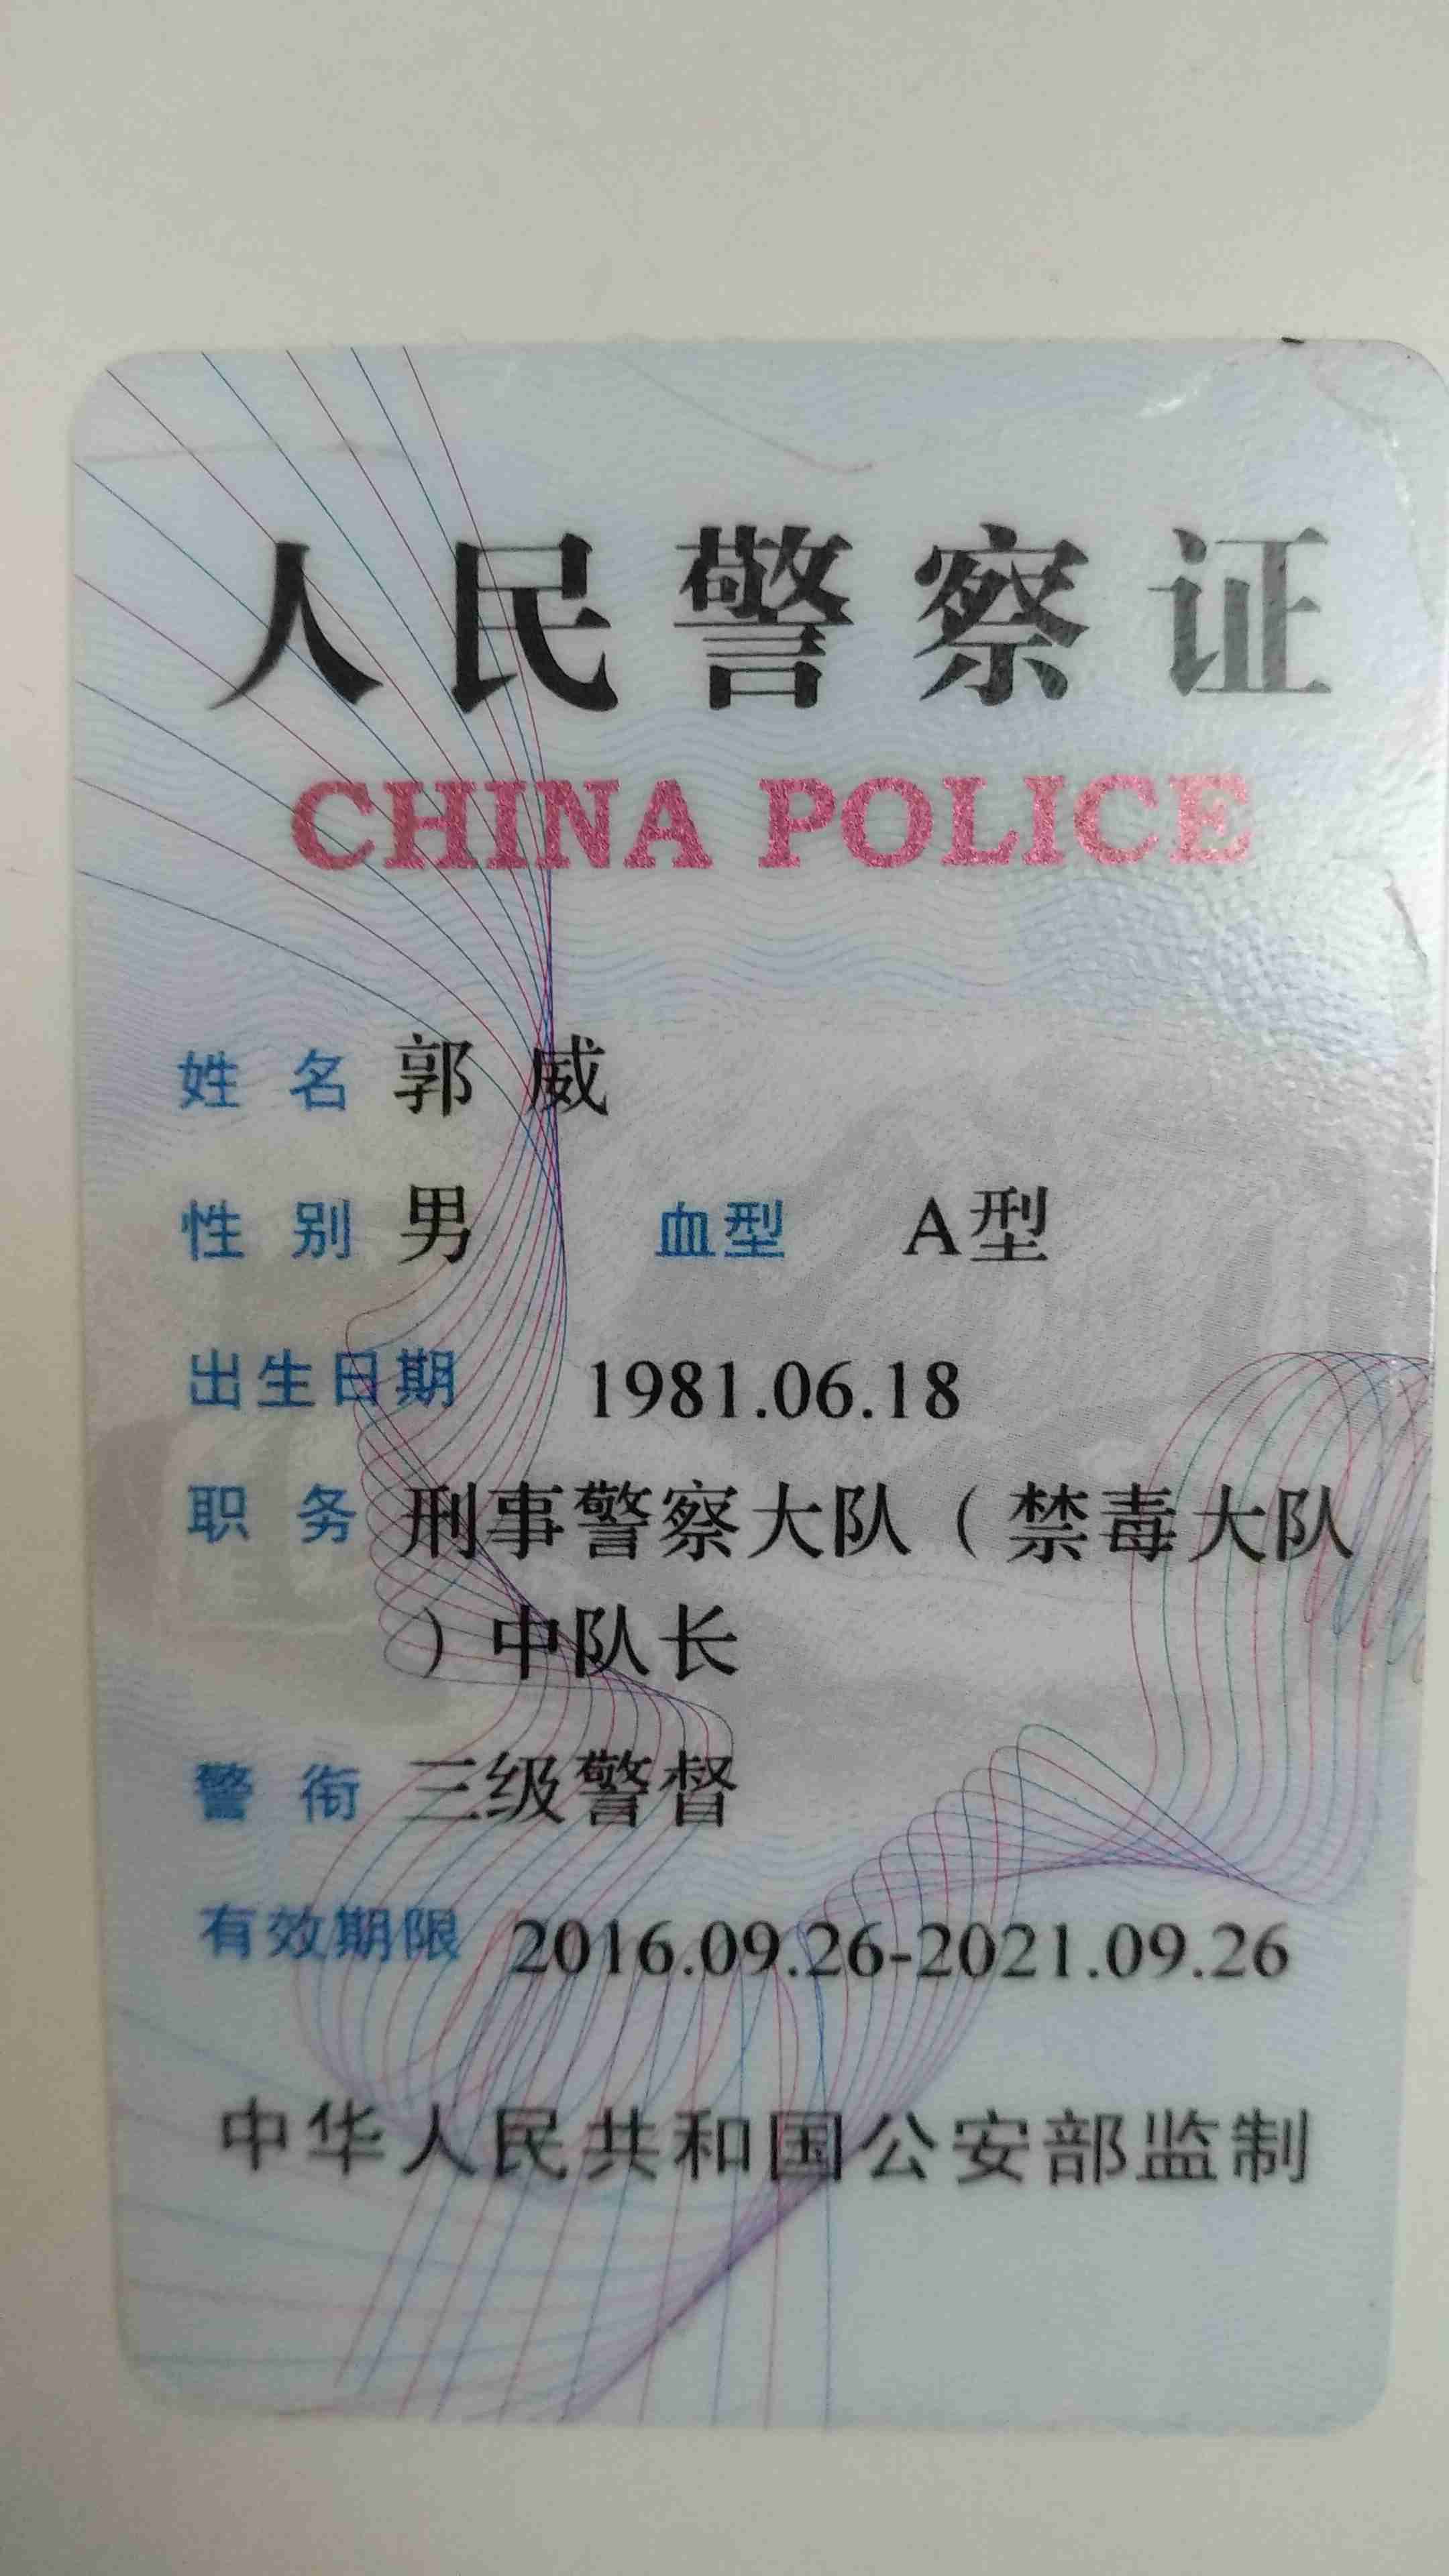 人民警察证
CHINA POLICE
姓名 郭威
性别 男 血型 A型
出生日期 1981.06.18
职务 刑事警察大队（禁毒大队
）中队长
警衔 三级警督
有效期限 2016.09.26-2021.09.26
中华人民共和国公安部监制